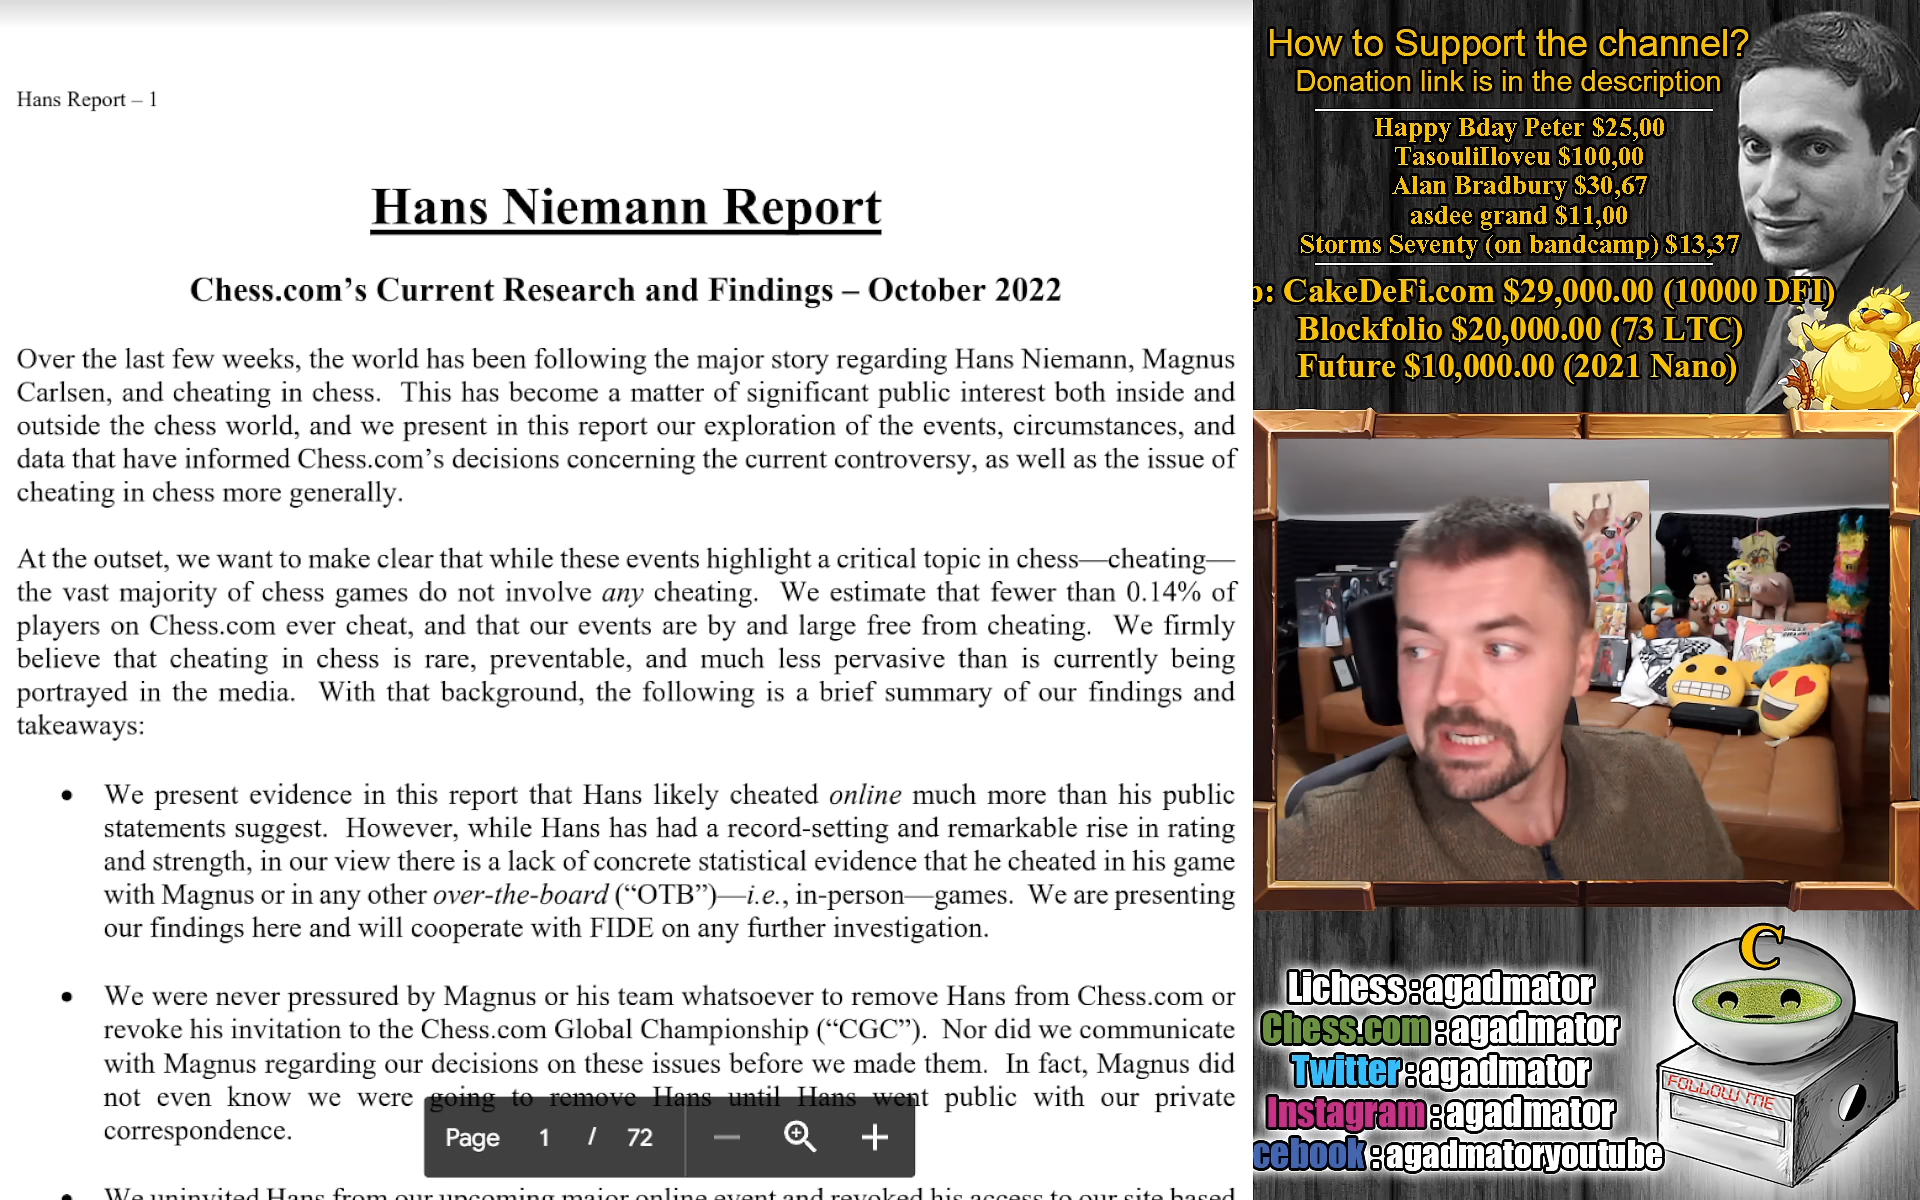 Hans Report – 1
Hans Niemann Report
Chess.com’s Current Research and Findings – October 2022
Over the last few weeks, the world has been following the major story regarding Hans Niemann, Magnus
Carlsen, and cheating in chess.  This has become a matter of significant public interest both inside and
outside the chess world, and we present in this report our exploration of the events, circumstances, and
data that have informed Chess.com’s decisions concerning the current controversy, as well as the issue of
cheating in chess more generally.
At the outset, we want to make clear that while these events highlight a critical topic in chess—cheating—
the vast majority of chess games do not involve any cheating.  We estimate that fewer than 0.14% of
players on Chess.com ever cheat, and that our events are by and large free from cheating.  We firmly
believe that cheating in chess is rare, preventable, and much less pervasive than is currently being
portrayed in the media.  With that background, the following is a brief summary of our findings and
takeaways:
• We present evidence in this report that Hans likely cheated online much more than his public
statements suggest.  However, while Hans has had a record-setting and remarkable rise in rating
and strength, in our view there is a lack of concrete statistical evidence that he cheated in his game
with Magnus or in any other over-the-board (“OTB”)—i.e., in-person—games.  We are presenting
our findings here and will cooperate with FIDE on any further investigation.
• We were never pressured by Magnus or his team whatsoever to remove Hans from Chess.com or
revoke his invitation to the Chess.com Global Championship (“CGC”).  Nor did we communicate
with Magnus regarding our decisions on these issues before we made them.  In fact, Magnus did
not even know we were going to remove Hans until Hans went public with our private
correspondence.
• We uninvited Hans from our upcoming major online event and revoked his access to our site based
Page 1 / 72
How to Support the channel?
Donation link is in the description
Happy Bday Peter $25,00
TasouliIloveu $100,00
Alan Bradbury $30,67
asdee grand $11,00
Storms Seventy (on bandcamp) $13,37
: CakeDeFi.com $29,000.00 (10000 DFI)
Blockfolio $20,000.00 (73 LTC)
Future $10,000.00 (2021 Nano)
Lichess:agadmator
Chess.com:agadmator
Twitter:agadmator
Instagram:agadmator
cebook:agadmatoryoutube
C
FOLLOW ME